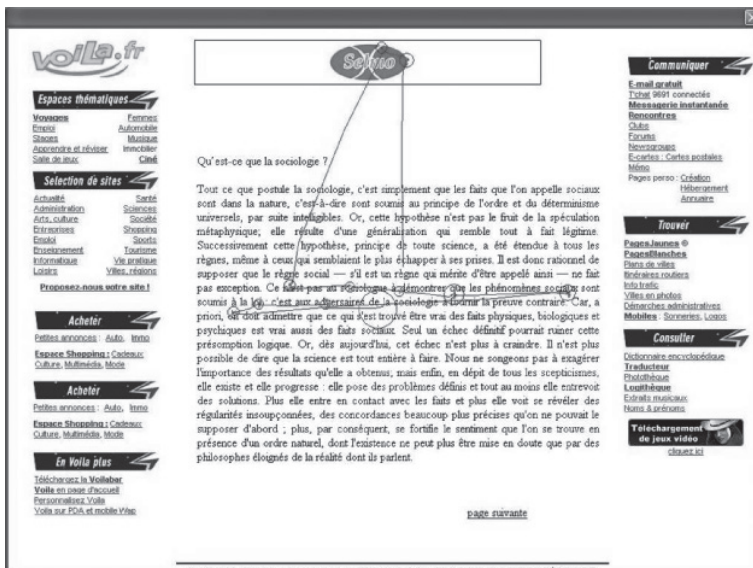 voila.fr
Espaces thématiques
Voyages Femmes
Emploi Automobile
Stages Musique
Apprendre et réviser Immobilier
Salle de jeux Ciné
Sélection de sites
Actualité Santé
Administration Sciences
Arts, culture Société
Entreprises Shopping
Emploi Sports
Enseignement Tourisme
Informatique Vie pratique
Loisirs Villes, régions
Proposez-nous votre site !
Acheter
Petites annonces : Auto, Immo
Espace Shopping : Cadeaux
Culture, Multimédia, Mode
Acheter
Petites annonces : Auto, Immo
Espace Shopping : Cadeaux
Culture, Multimédia, Mode
En Voila plus
Téléchargez la Voilabar
Voila en page d'accueil
Personnalisez Voila
Voila sur PDA et mobile Wap
Qu'est-ce que la sociologie ?
Tout ce que postule la sociologie, c'est simplement que les faits que l'on appelle sociaux
sont dans la nature, c'est-à-dire sont soumis au principe de l'ordre et du déterminisme
universels, par suite intelligibles. Or, cette hypothèse n'est pas le fruit de la spéculation
métaphysique; elle résulte d'une généralisation qui semble tout à fait légitime.
Successivement cette hypothèse, principe de toute science, a été étendue à tous les
règnes, même à ceux qui semblaient le plus échapper à ses prises. Il est donc rationnel de
supposer que le règne social — s'il est un règne qui mérite d'être appelé ainsi — ne fait
pas exception. Ce n'est pas au sociologue à démontrer que les phénomènes sociaux sont
soumis à la loi : c'est aux adversaires de la sociologie à fournir la preuve contraire. Car, a
priori, on doit admettre que ce qui s'est trouvé être vrai des faits physiques, biologiques et
psychiques est vrai aussi des faits sociaux. Seul un échec définitif pourrait ruiner cette
présomption logique. Or, dès aujourd'hui, cet échec n'est plus à craindre. Il n'est plus
possible de dire que la science est tout entière à faire. Nous ne songeons pas à exagérer
l'importance des résultats qu'elle a obtenus, mais enfin, en dépit de tous les scepticismes,
elle existe et elle progresse : elle pose des problèmes définis et tout au moins elle entrevoit
des solutions. Plus elle entre en contact avec les faits et plus elle voit se révéler des
régularités insoupçonnées, des concordances beaucoup plus précises qu'on ne pouvait le
supposer d'abord ; plus, par conséquent, se fortifie le sentiment que l'on se trouve en
présence d'un ordre naturel, dont l'existence ne peut plus être mise en doute que par des
philosophes éloignés de la réalité dont ils parlent.
page suivante
Communiquer
E-mail gratuit
T'chat 9691 connectés
Messagerie instantanée
Rencontres
Clubs
Forums
Newsgroups
E-cartes : Cartes postales
Mémo
Pages perso : Création
Hébergement
Annuaire
Trouver
PagesJaunes ®
PagesBlanches
Plans de villes
Itinéraires routiers
Info trafic
Villes en photos
Démarches administratives
Mobiles : Sonneries, Logos
Consulter
Dictionnaire encyclopédique
Traducteur
Photothèque
Logithèque
Extraits musicaux
Noms & prénoms
Téléchargement
de jeux vidéo
cliquez ici